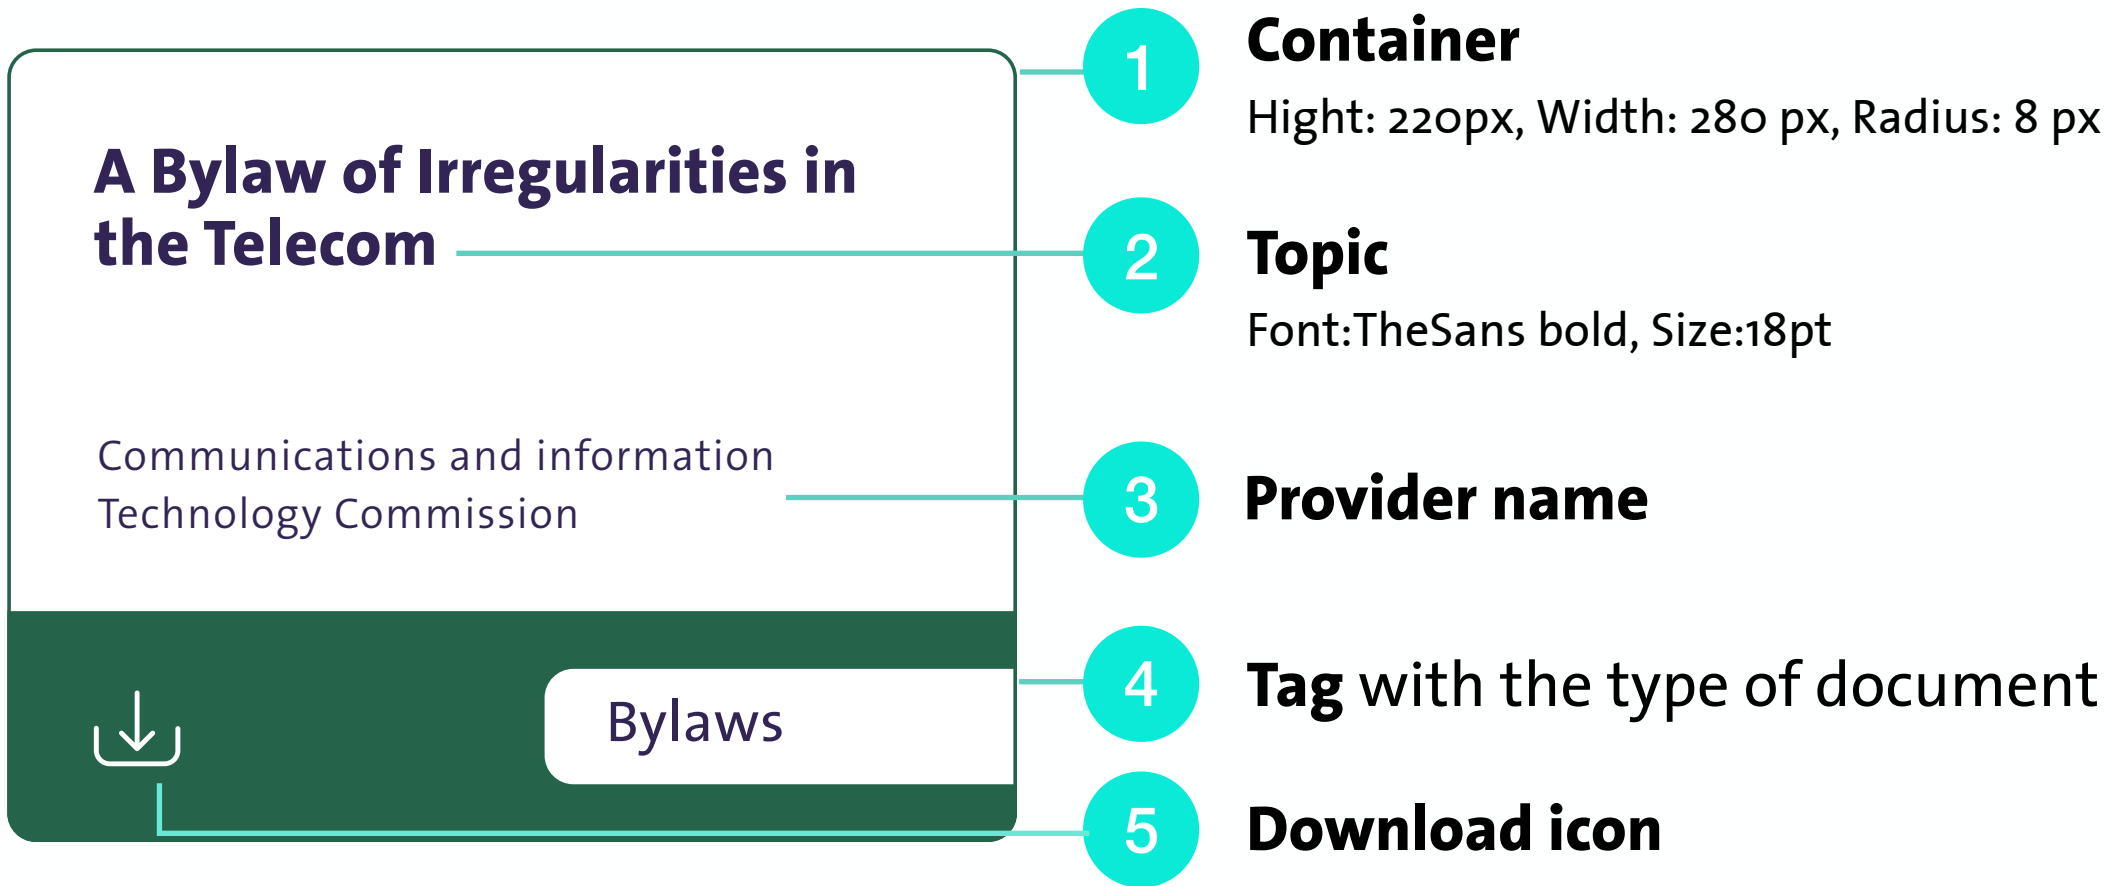 A Bylaw of Irregularities in
the Telecom
Communications and information
Technology Commission
Bylaws
1
Container
Hight: 220px, Width: 280 px, Radius: 8 px
2
Topic
Font:TheSans bold, Size:18pt
3
Provider name
4
Tag with the type of document
5
Download icon